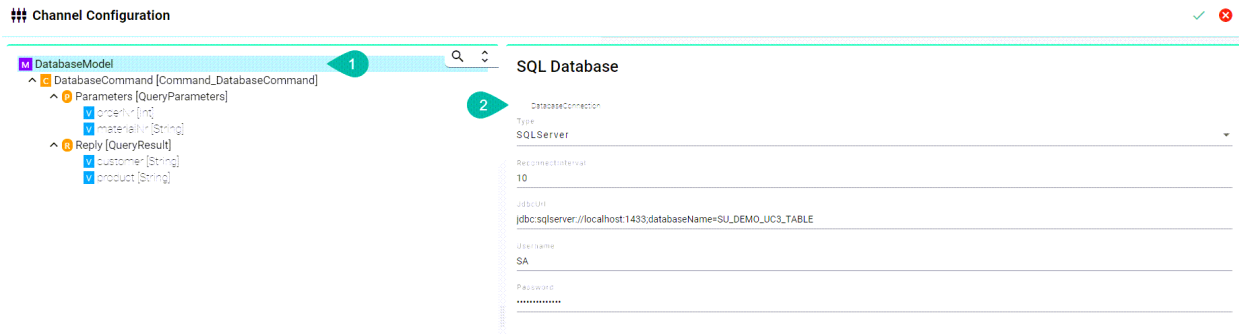 Channel Configuration
M DatabaseModel
1
C DatabaseCommand [Command_DatabaseCommand]
P Parameters [QueryParameters]
V orderNr [Int]
V materialNr [String]
R Reply [QueryResult]
V customer [String]
V product [String]
SQL Database
2
DatabaseConnection
Type
SQLServer
ReconnectInterval
10
JdbcUrl
jdbc:sqlserver://localhost:1433;databaseName=SU_DEMO_UC3_TABLE
Username
SA
Password
••••••••••••••